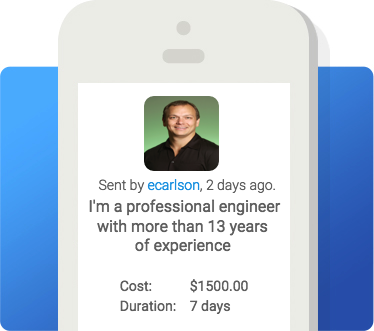 Sent by ecarlson, 2 days ago.
I'm a professional engineer
with more than 13 years
of experience
Cost: $1500.00
Duration: 7 days